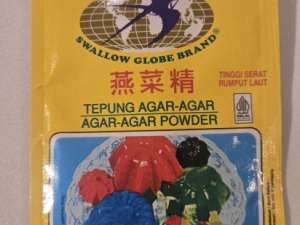 SWALLOW GLOBE BRAND
燕菜精
TINGGI SERAT
RUMPUT LAUT
TEPUNG AGAR-AGAR
AGAR-AGAR POWDER